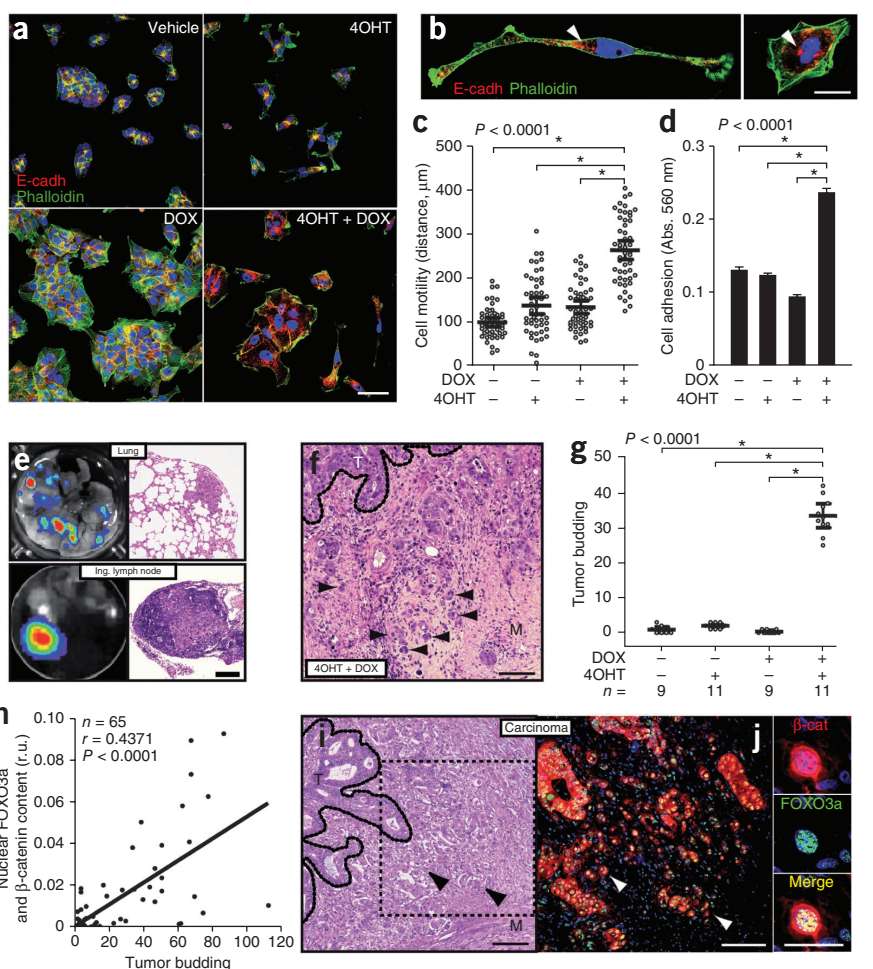 a
Vehicle
4OHT
E-cadh
Phalloidin
DOX
4OHT + DOX
b
E-cadh Phalloidin
c
P < 0.0001
*
*
*
Cell motility (distance, µm)
500
400
300
200
100
0
DOX – – + +
4OHT – + – +
d
P < 0.0001
*
*
*
Cell adhesion (Abs. 560 nm)
0.3
0.2
0.1
0
DOX – – + +
4OHT – + – +
e
Lung
Ing. lymph node
f
T
M
4OHT + DOX
g
P < 0.0001
*
*
*
Tumor budding
50
40
30
20
10
0
DOX – – + +
4OHT – + – +
n = 9 11 9 11
h
n = 65
r = 0.4371
P < 0.0001
Nuclear FOXO3a
and β-catenin content (r.u.)
0.10
0.08
0.06
0.04
0.02
0
0 20 40 60 80 100 120
Tumor budding
i
T
M
Carcinoma
j
β-cat
FOXO3a
Merge